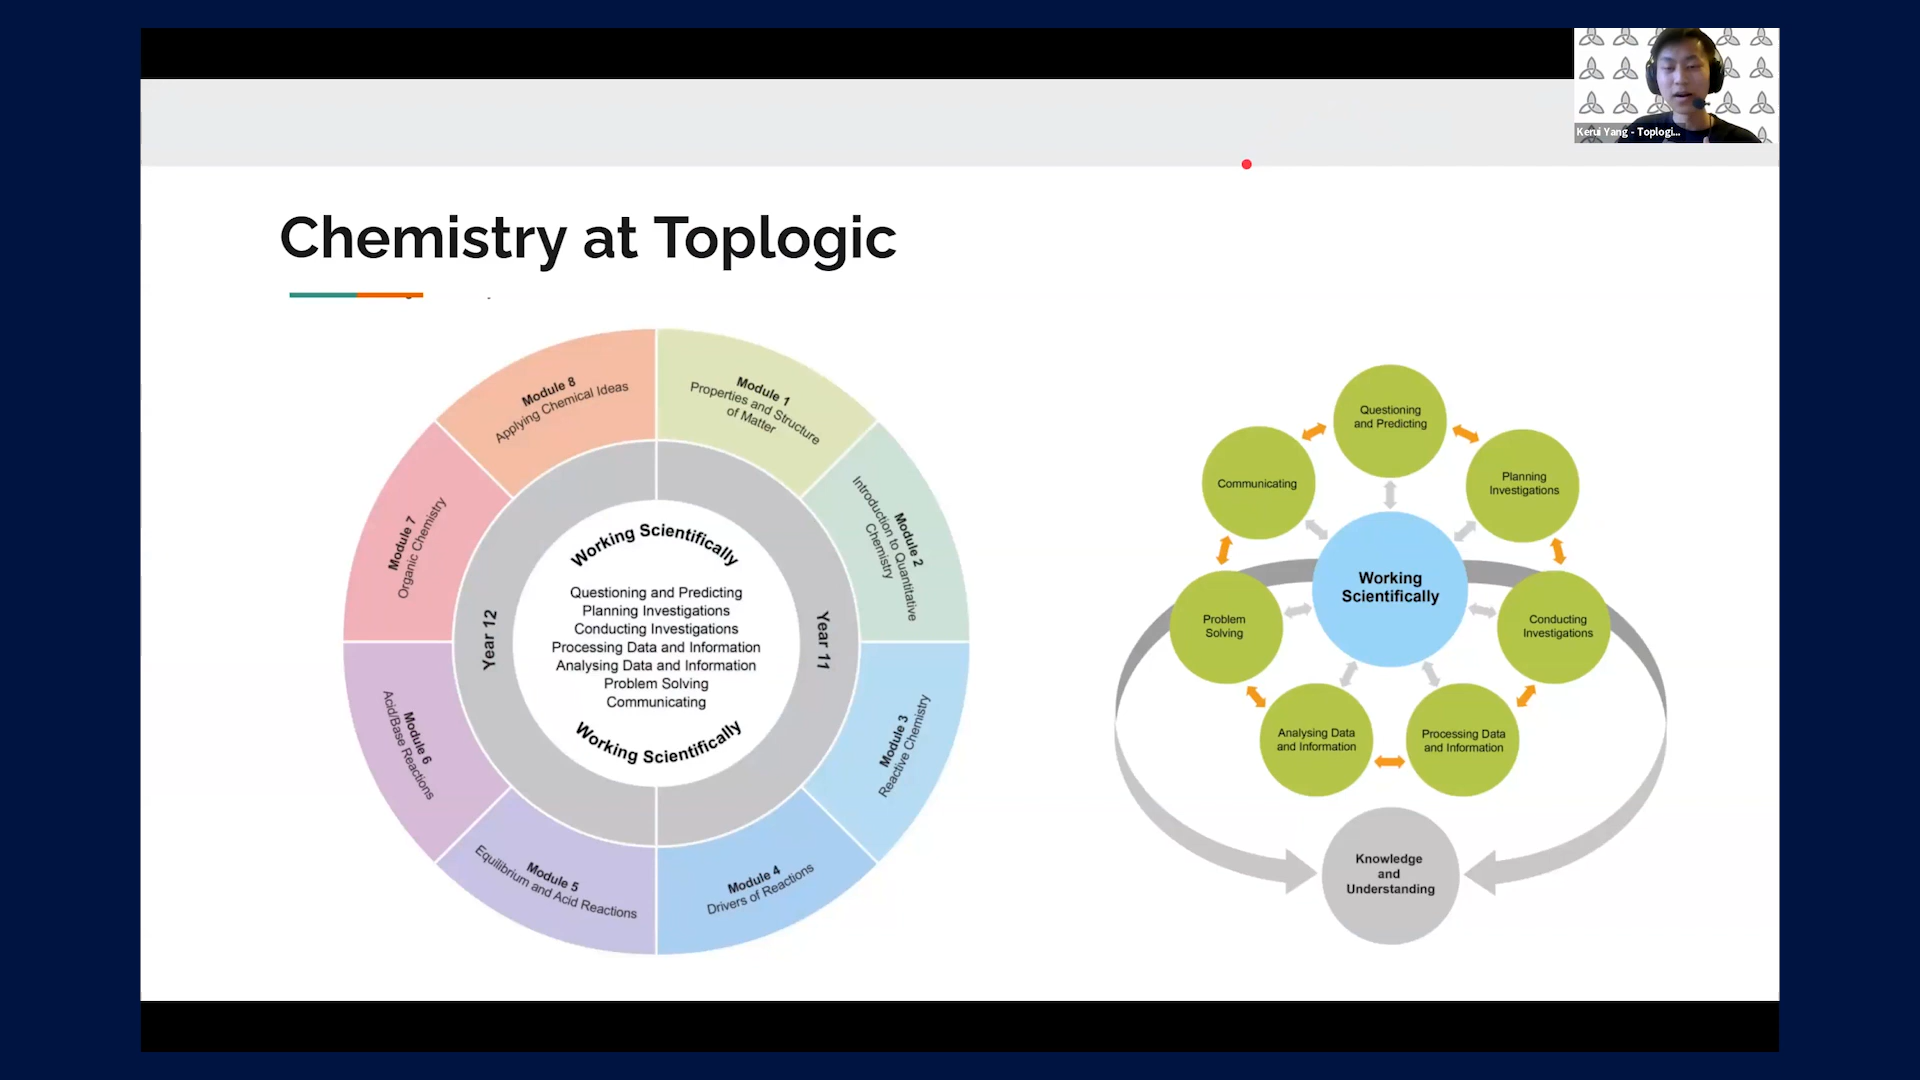 Kerui Yang - Toplogi...
Chemistry at Toplogic
Module 8
Applying Chemical Ideas
Module 1
Properties and Structure
of Matter
Module 2
Introduction to Quantitative
Chemistry
Module 3
Reactive Chemistry
Module 4
Drivers of Reactions
Module 5
Equilibrium and Acid Reactions
Module 6
Acid/Base Reactions
Module 7
Organic Chemistry
Year 12
Year 11
Working Scientifically
Questioning and Predicting
Planning Investigations
Conducting Investigations
Processing Data and Information
Analysing Data and Information
Problem Solving
Communicating
Working Scientifically
Questioning
and Predicting
Planning
Investigations
Conducting
Investigations
Processing Data
and Information
Analysing Data
and Information
Problem
Solving
Communicating
Working
Scientifically
Knowledge
and
Understanding